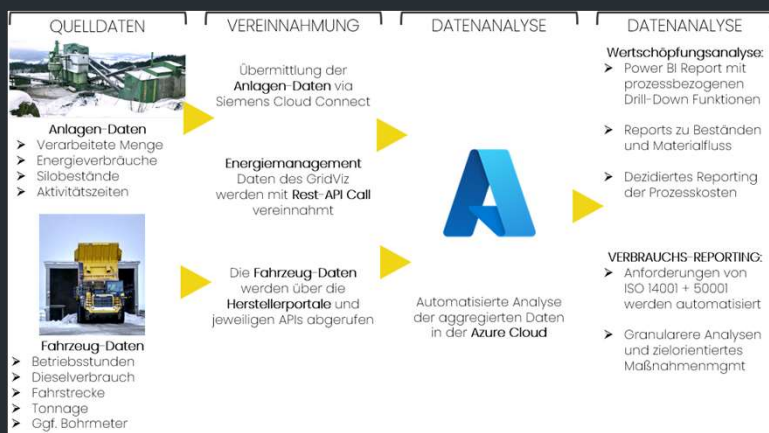 QUELLDATEN
Anlagen-Daten
➤ Verarbeitete Menge
➤ Energieverbräuche
➤ Silobestände
➤ Aktivitätszeiten
Fahrzeug-Daten
➤ Betriebsstunden
➤ Dieselverbrauch
➤ Fahrstrecke
➤ Tonnage
➤ Ggf. Bohrmeter
VEREINNAHMUNG
Übermittlung der
Anlagen-Daten via
Siemens Cloud Connect
Energiemanagement
Daten des GridViz
werden mit Rest-API Call
vereinnahmt
Die Fahrzeug-Daten
werden über die
Herstellerportale und
jeweiligen APIs abgerufen
DATENANALYSE
Automatisierte Analyse
der aggregierten Daten
in der Azure Cloud
DATENANALYSE
Wertschöpfungsanalyse:
➤ Power BI Report mit
prozessbezogenen
Drill-Down Funktionen
➤ Reports zu Beständen
und Materialfluss
➤ Dezidiertes Reporting
der Prozesskosten
VERBRAUCHS-REPORTING:
➤ Anforderungen von
ISO 14001 + 50001
werden automatisiert
➤ Granularere Analysen
und zielorientiertes
Maßnahmenmgmt